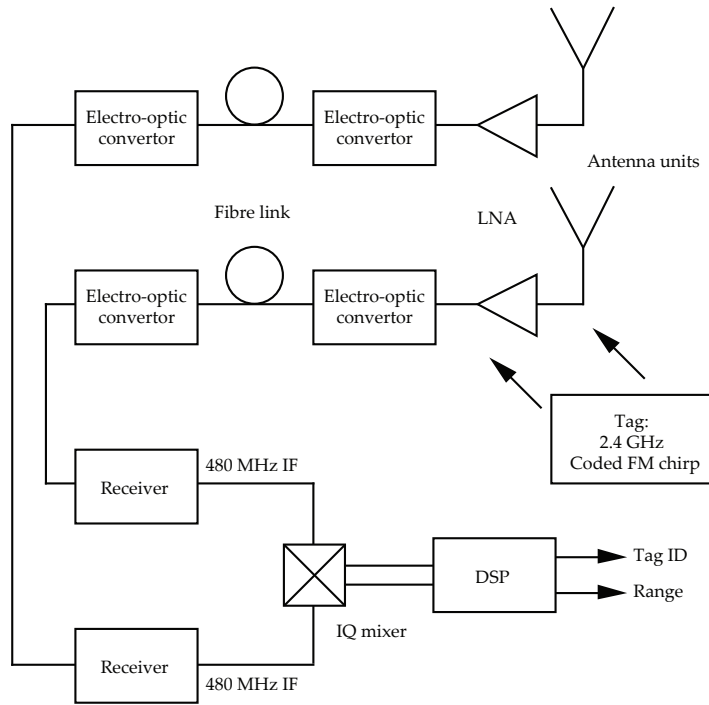 Electro-optic
convertor
Electro-optic
convertor
Antenna units
Fibre link
LNA
Electro-optic
convertor
Electro-optic
convertor
Tag:
2.4 GHz
Coded FM chirp
Receiver
480 MHz IF
DSP
Tag ID
Range
IQ mixer
Receiver
480 MHz IF